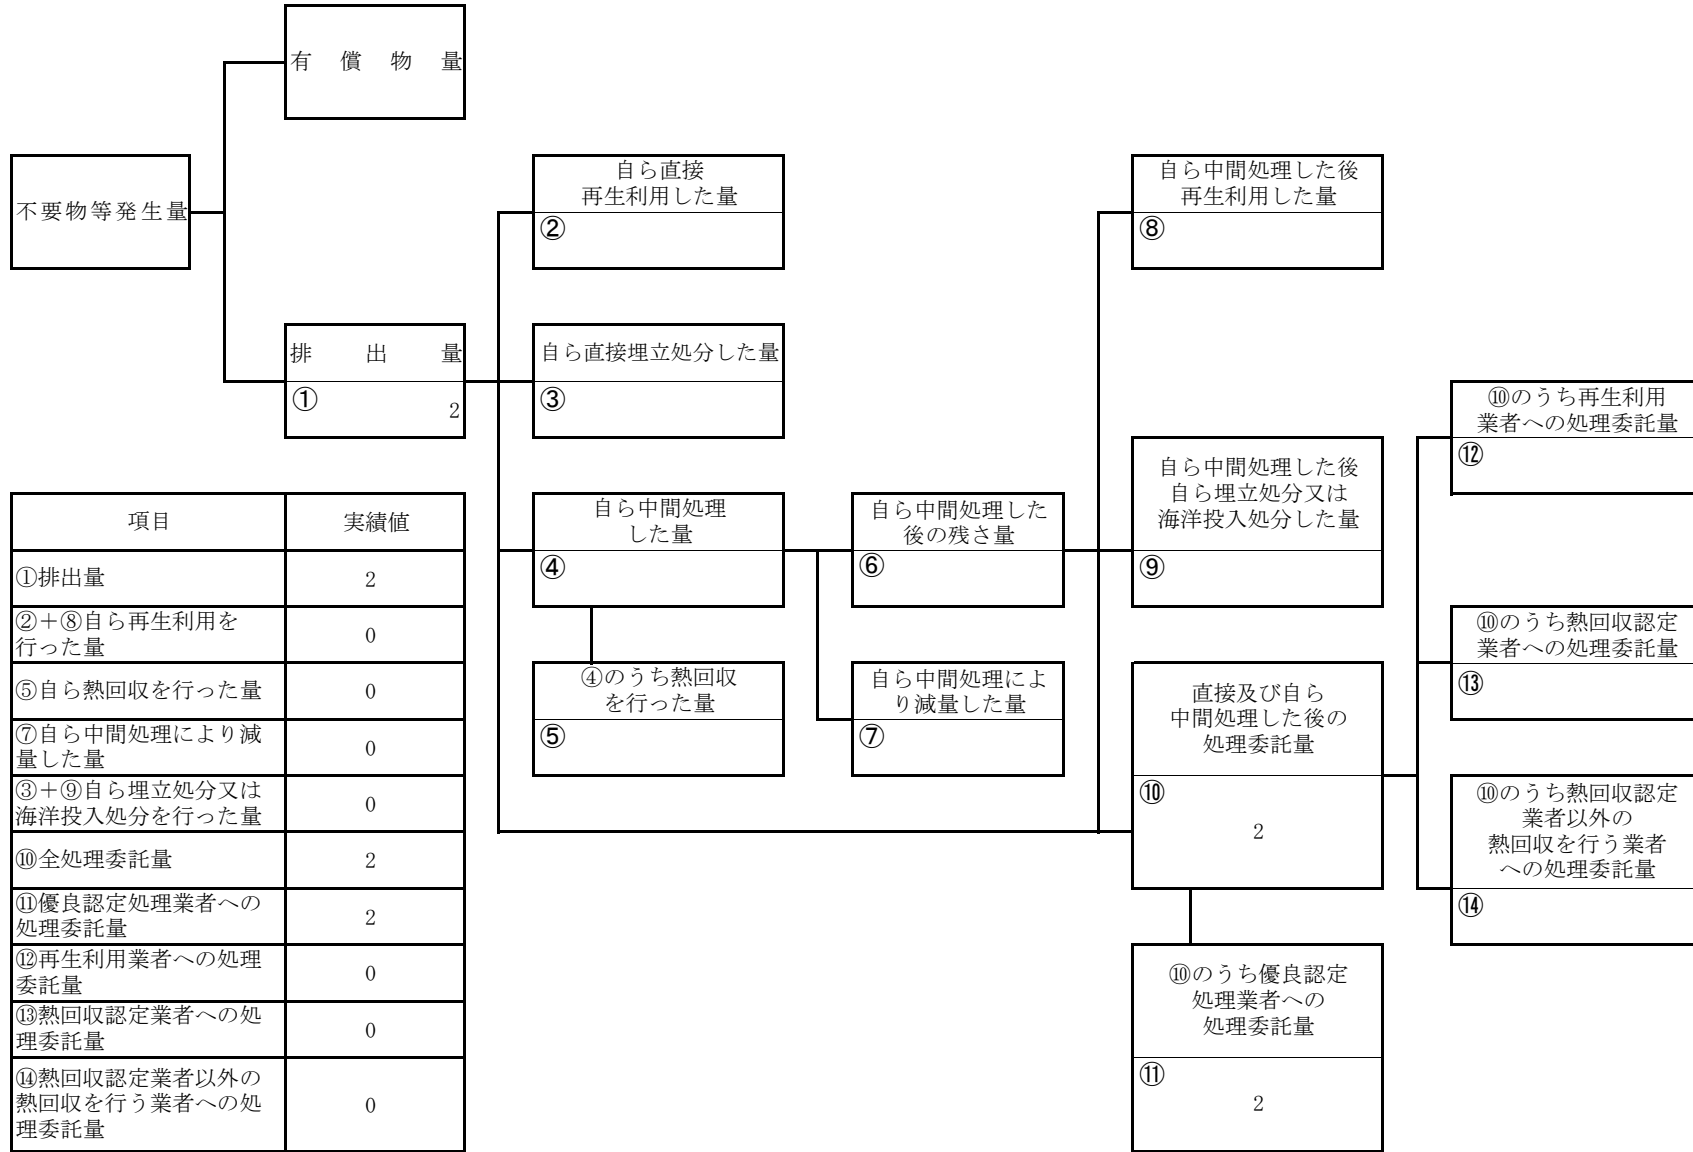 有償物量
不要物等発生量
自ら直接
再生利用した量
②
自ら中間処理した後
再生利用した量
⑧
排出量
①
2
自ら直接埋立処分した量
③
⑩のうち再生利用
業者への処理委託量
⑫
自ら中間処理
した量
④
自ら中間処理した
後の残さ量
⑥
自ら中間処理した後
自ら埋立処分又は
海洋投入処分した量
⑨
⑩のうち熱回収認定
業者への処理委託量
⑬
④のうち熱回収
を行った量
⑤
自ら中間処理によ
り減量した量
⑦
直接及び自ら
中間処理した後の
処理委託量
⑩
2
⑩のうち熱回収認定
業者以外の
熱回収を行う業者
への処理委託量
⑭
⑩のうち優良認定
処理業者への
処理委託量
⑪
2
項目 実績値
①排出量 2
②+⑧自ら再生利用を
行った量 0
⑤自ら熱回収を行った量 0
⑦自ら中間処理により減
量した量 0
③+⑨自ら埋立処分又は
海洋投入処分を行った量 0
⑩全処理委託量 2
⑪優良認定処理業者への
処理委託量 2
⑫再生利用業者への処理
委託量 0
⑬熱回収認定業者への処
理委託量 0
⑭熱回収認定業者以外の
熱回収を行う業者への処
理委託量 0